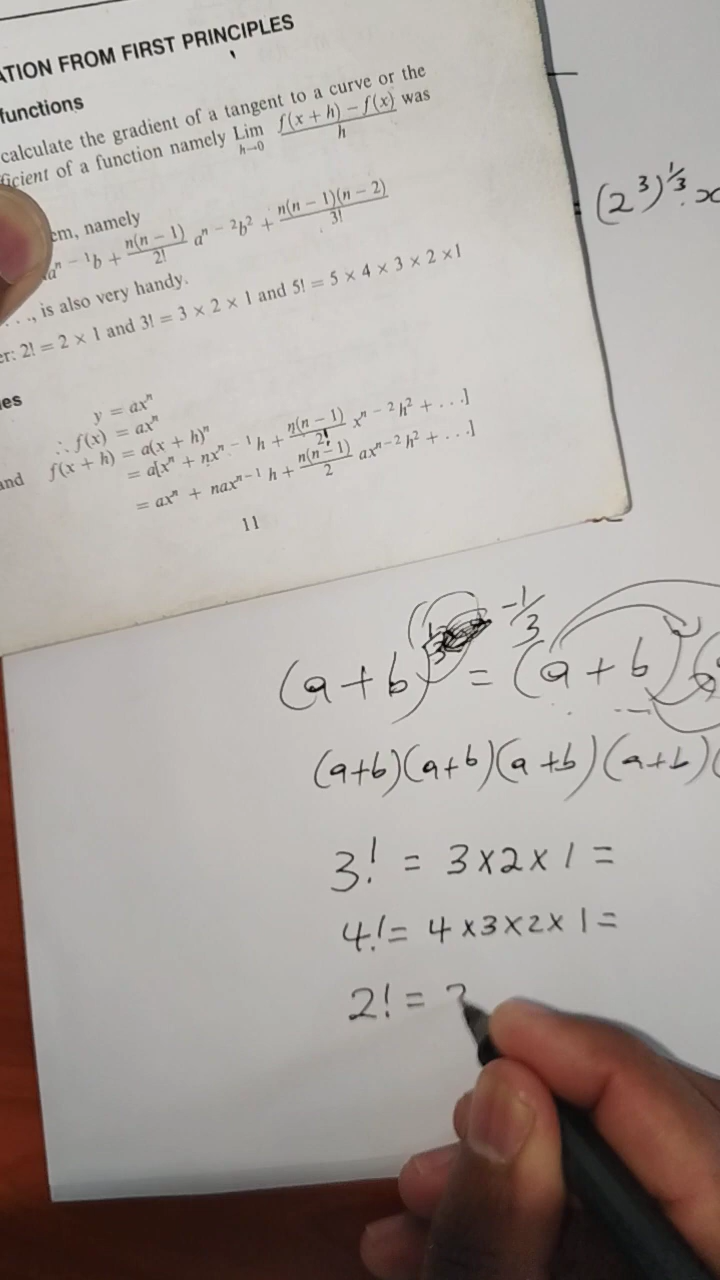 ATION FROM FIRST PRINCIPLES
functions
calculate the gradient of a tangent to a curve or the
ficient of a function namely Lim h→0 f(x + h) − f(x) / h was
em, namely
aⁿ ⁻ ¹b + n(n − 1)/2! aⁿ ⁻ ²b² + n(n − 1)(n − 2)/3!
. . ., is also very handy.
er: 2! = 2 × 1 and 3! = 3 × 2 × 1 and 5! = 5 × 4 × 3 × 2 × 1
es
y = axⁿ
∴ f(x) = axⁿ
and f(x + h) = a(x + h)ⁿ
= a[xⁿ + nxⁿ ⁻ ¹h + n(n − 1)/2! xⁿ ⁻ ²h² + . . .]
= axⁿ + naxⁿ⁻¹ h + n(n − 1)/2 axⁿ⁻²h² + . . .]
11
(2³)^1/3 . x
(a+b)^-1/3 = (a+b)(
(a+b)(a+b)(a+b)(a+b)(
3! = 3×2×1 =
4! = 4×3×2×1 =
2! = 2